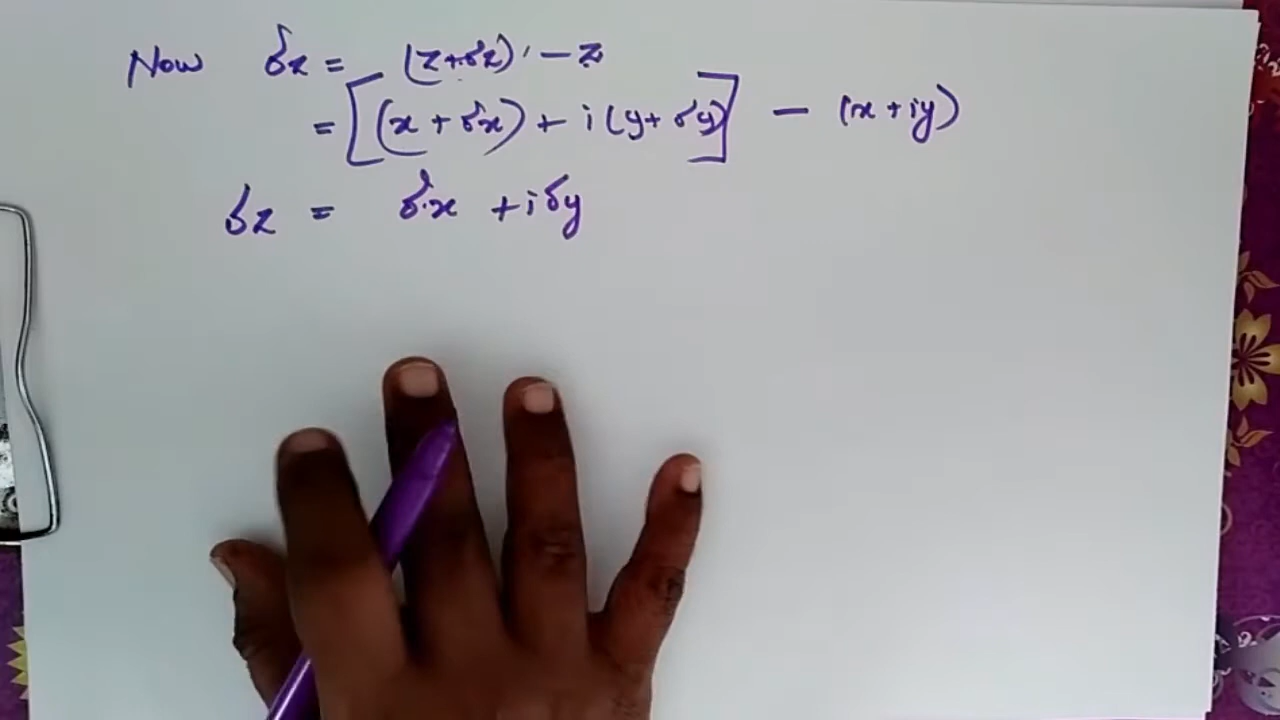 Now δz = (z+δz) - z
= [(x + δx) + i(y + δy)] - (x + iy)
δz = δx + iδy